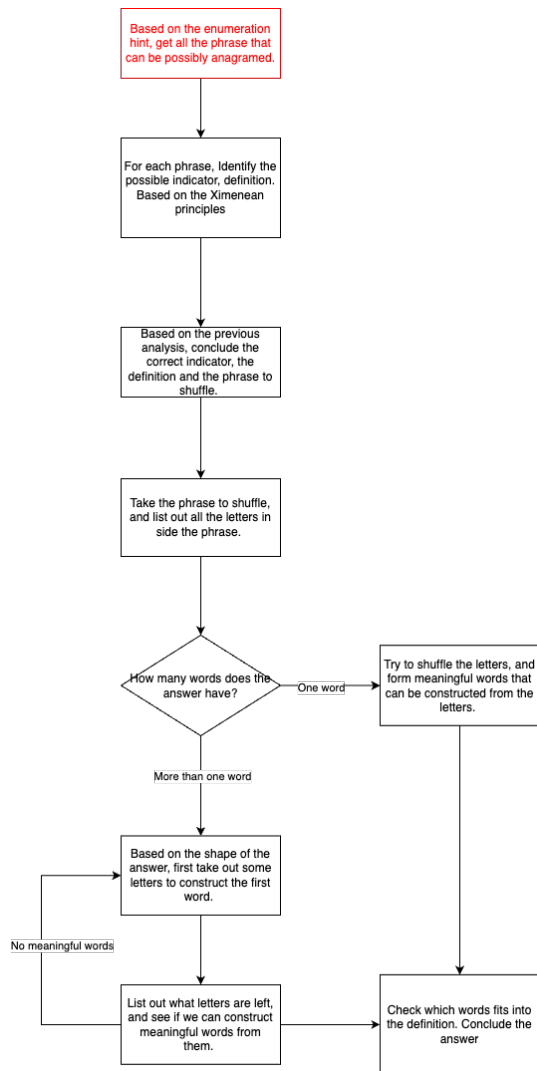 Based on the enumeration
hint, get all the phrase that
can be possibly anagramed.
For each phrase, Identify the
possible indicator, definition.
Based on the Ximenean
principles
Based on the previous
analysis, conclude the
correct indicator, the
definition and the phrase to
shuffle.
Take the phrase to shuffle,
and list out all the letters in
side the phrase.
How many words does the
answer have?
One word
Try to shuffle the letters, and
form meaningful words that
can be constructed from the
letters.
More than one word
Based on the shape of the
answer, first take out some
letters to construct the first
word.
No meaningful words
List out what letters are left,
and see if we can construct
meaningful words from
them.
Check which words fits into
the definition. Conclude the
answer